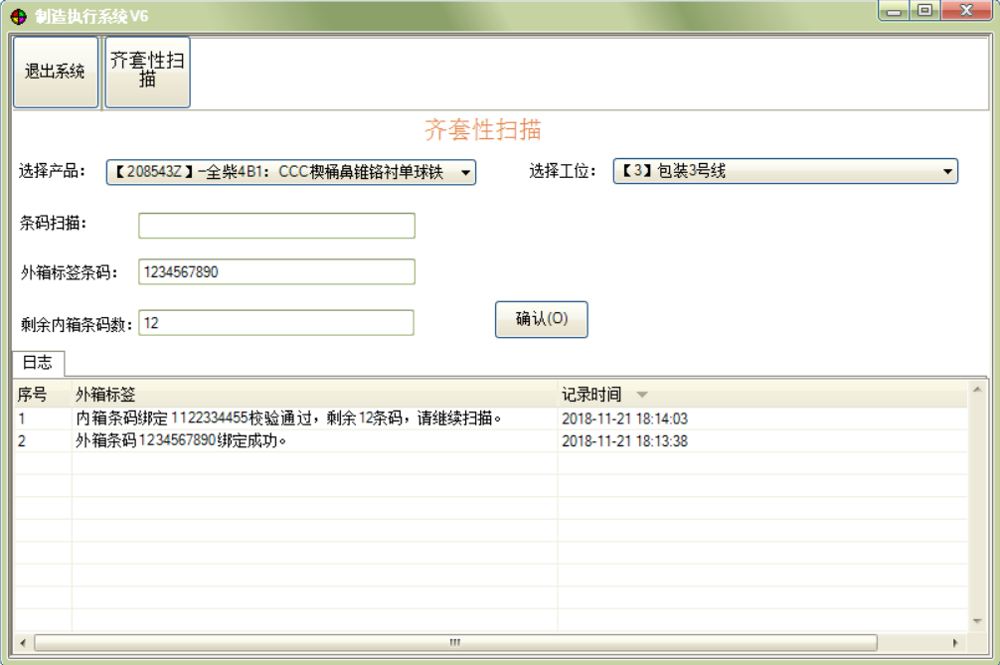 制造执行系统V6
退出系统
齐套性扫
描
齐套性扫描
选择产品： 【208543Z】-全柴4B1：CCC楔桶鼻锥铬衬单球铁 选择工位： 【3】包装3号线
条码扫描：
外箱标签条码： 1234567890
剩余内箱条码数： 12 确认(O)
日志
序号 外箱标签 记录时间
1 内箱条码绑定1122334455校验通过，剩余12条码，请继续扫描。 2018-11-21 18:14:03
2 外箱条码1234567890绑定成功。 2018-11-21 18:13:38